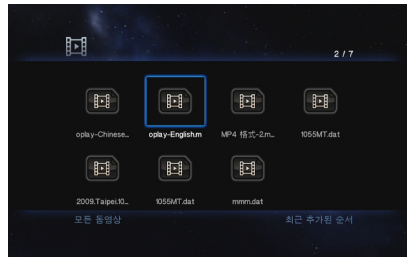 2 / 7
oplay-Chinese...
oplay-English.m
MP4 格式-2.m...
1055MT.dat
2009.Taipei.10...
1055MT.dat
mmm.dat
모든 동영상
최근 추가된 순서